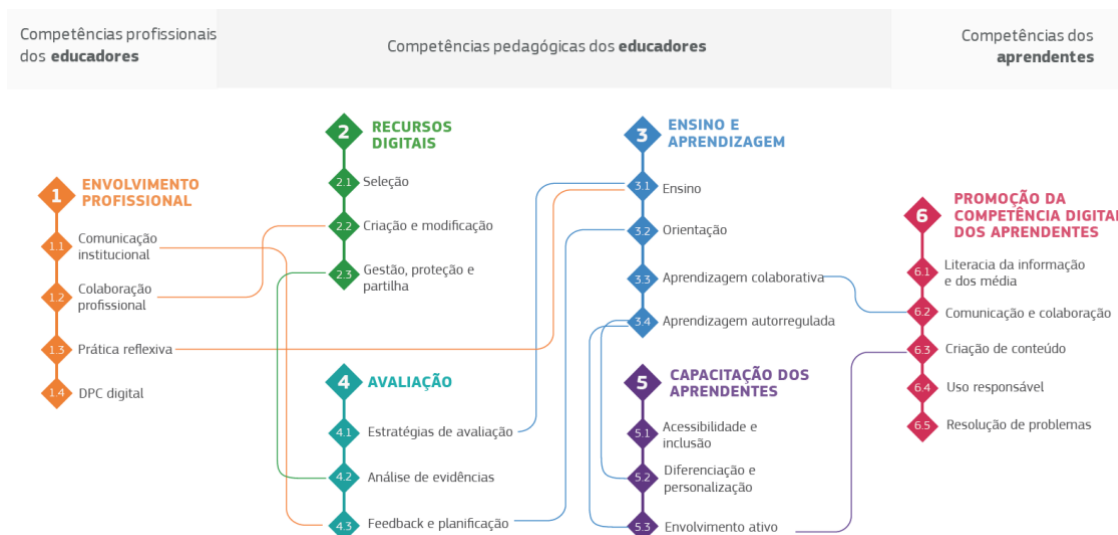 Competências profissionais
dos educadores
Competências pedagógicas dos educadores
Competências dos
aprendentes
1
ENVOLVIMENTO
PROFISSIONAL
1.1
Comunicação
institucional
1.2
Colaboração
profissional
1.3
Prática reflexiva
1.4
DPC digital
2
RECURSOS
DIGITAIS
2.1
Seleção
2.2
Criação e modificação
2.3
Gestão, proteção e
partilha
3
ENSINO E
APRENDIZAGEM
3.1
Ensino
3.2
Orientação
3.3
Aprendizagem colaborativa
3.4
Aprendizagem autorregulada
4
AVALIAÇÃO
4.1
Estratégias de avaliação
4.2
Análise de evidências
4.3
Feedback e planificação
5
CAPACITAÇÃO DOS
APRENDENTES
5.1
Acessibilidade e
inclusão
5.2
Diferenciação e
personalização
5.3
Envolvimento ativo
6
PROMOÇÃO DA
COMPETÊNCIA DIGITAL
DOS APRENDENTES
6.1
Literacia da informação
e dos média
6.2
Comunicação e colaboração
6.3
Criação de conteúdo
6.4
Uso responsável
6.5
Resolução de problemas